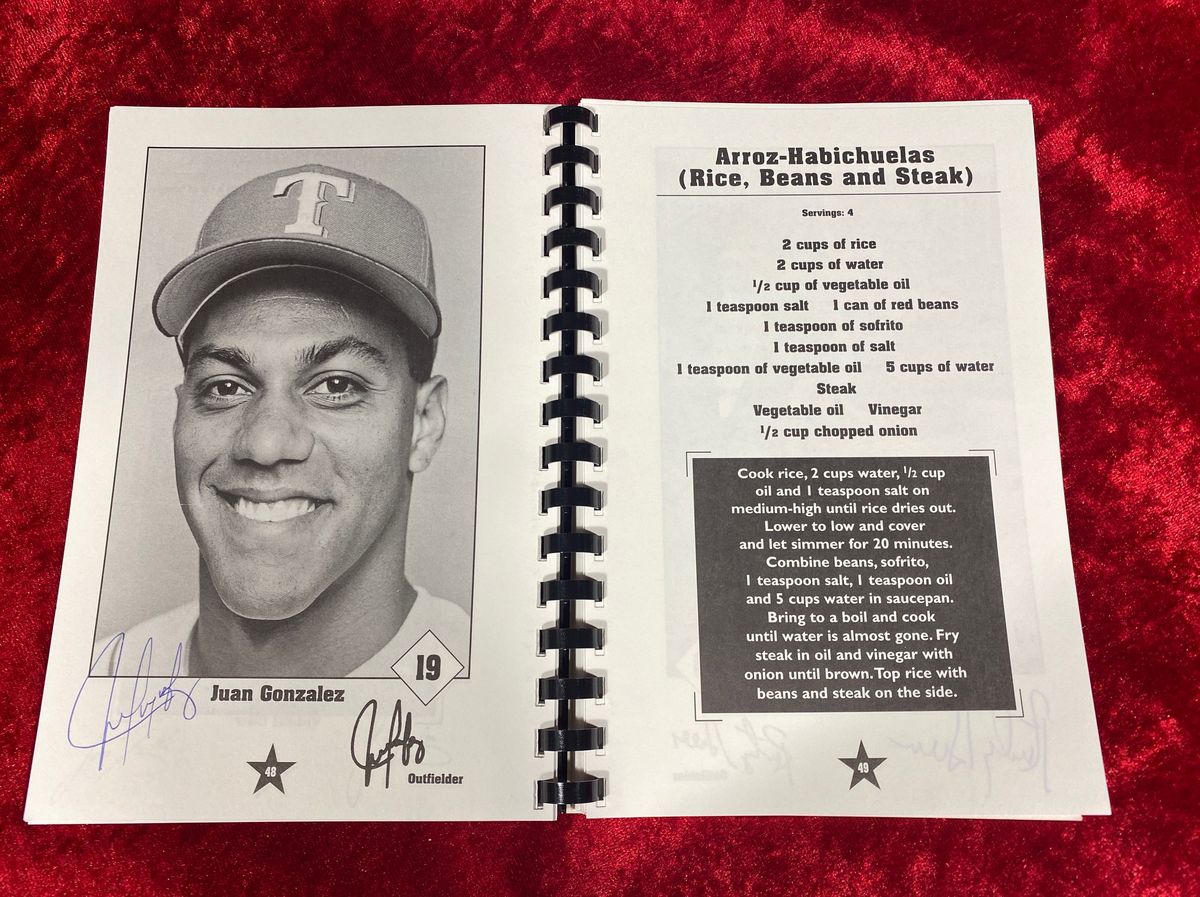 T
19
Juan Gonzalez
Outfielder
48
Arroz-Habichuelas
(Rice, Beans and Steak)
Servings: 4
2 cups of rice
2 cups of water
1/2 cup of vegetable oil
1 teaspoon salt 1 can of red beans
1 teaspoon of sofrito
1 teaspoon of salt
1 teaspoon of vegetable oil 5 cups of water
Steak
Vegetable oil Vinegar
1/2 cup chopped onion
Cook rice, 2 cups water, 1/2 cup
oil and 1 teaspoon salt on
medium-high until rice dries out.
Lower to low and cover
and let simmer for 20 minutes.
Combine beans, sofrito,
1 teaspoon salt, 1 teaspoon oil
and 5 cups water in saucepan.
Bring to a boil and cook
until water is almost gone. Fry
steak in oil and vinegar with
onion until brown. Top rice with
beans and steak on the side.
49